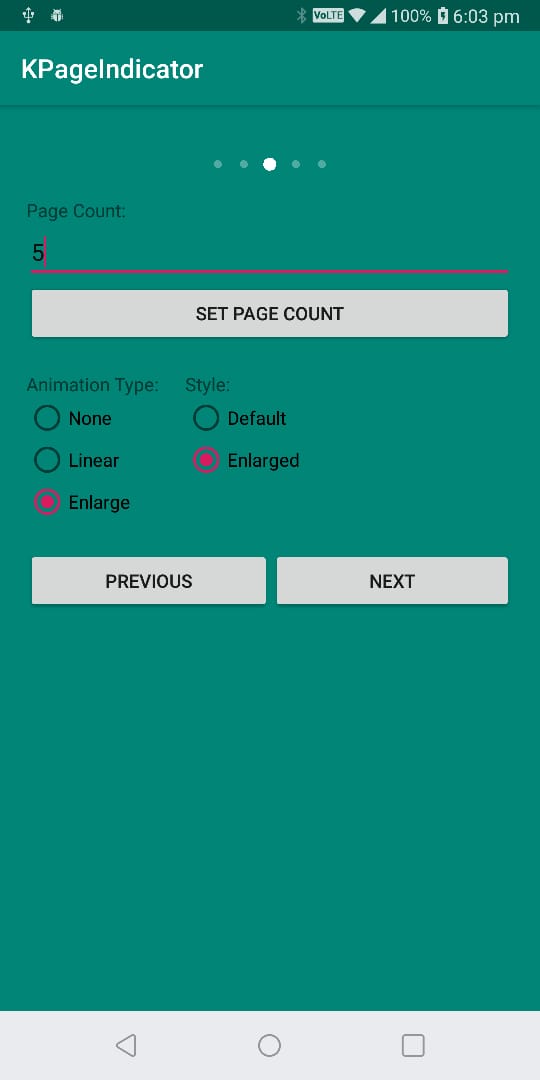 VoLTE 100% 6:03 pm
KPageIndicator
Page Count:
5
SET PAGE COUNT
Animation Type: Style:
None Default
Linear Enlarged
Enlarge
PREVIOUS NEXT